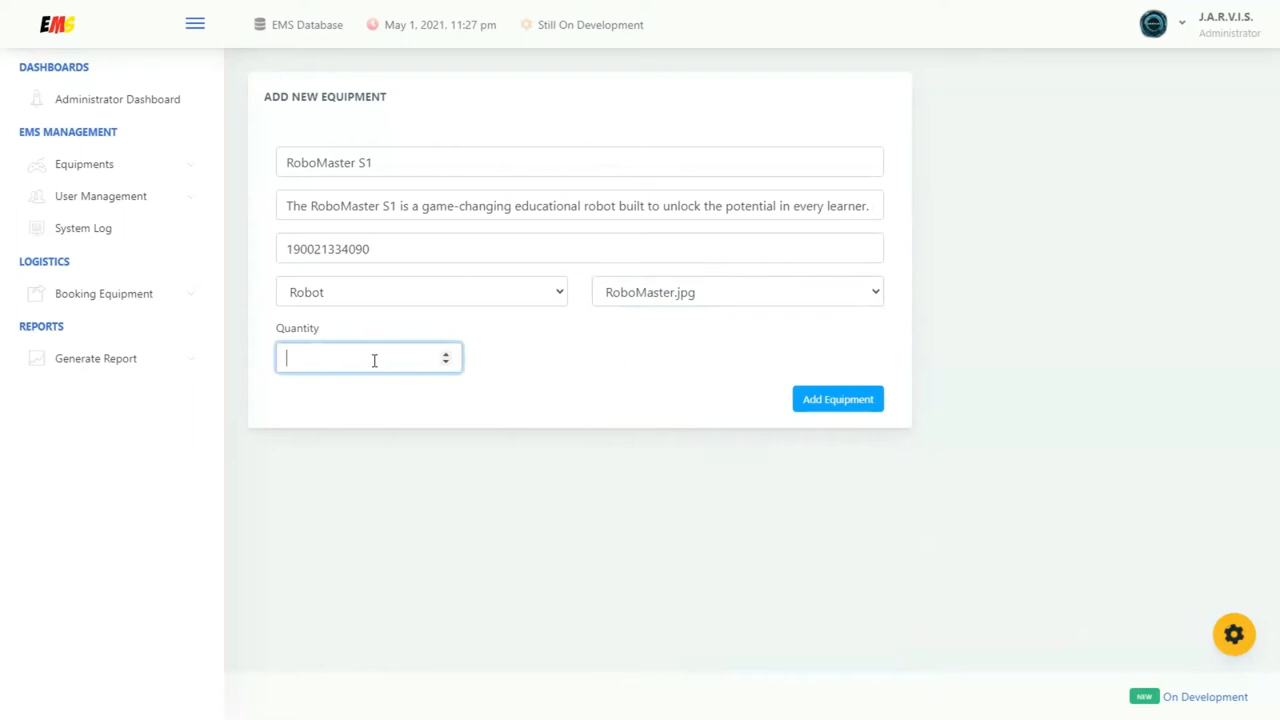 EMS
EMS Database
May 1, 2021, 11:27 pm
Still On Development
J.A.R.V.I.S.
Administrator
DASHBOARDS
Administrator Dashboard
EMS MANAGEMENT
Equipments
User Management
System Log
LOGISTICS
Booking Equipment
REPORTS
Generate Report
ADD NEW EQUIPMENT
RoboMaster S1
The RoboMaster S1 is a game-changing educational robot built to unlock the potential in every learner.
190021334090
Robot
RoboMaster.jpg
Quantity
Add Equipment
NEW On Development